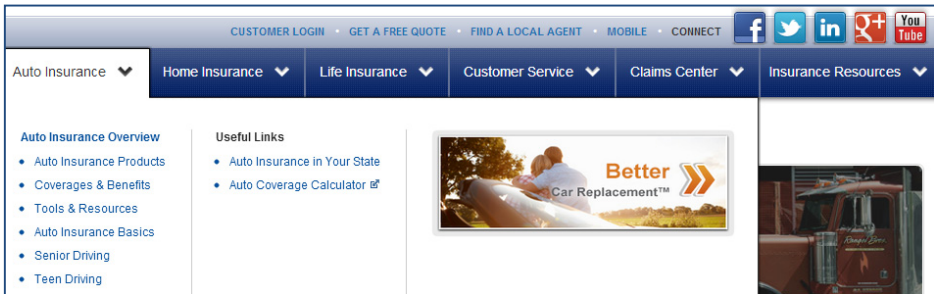 CUSTOMER LOGIN • GET A FREE QUOTE • FIND A LOCAL AGENT • MOBILE • CONNECT f in g+ You Tube
Auto Insurance Home Insurance Life Insurance Customer Service Claims Center Insurance Resources
Auto Insurance Overview
• Auto Insurance Products
• Coverages & Benefits
• Tools & Resources
• Auto Insurance Basics
• Senior Driving
• Teen Driving
Useful Links
• Auto Insurance in Your State
• Auto Coverage Calculator
Better
Car Replacement™